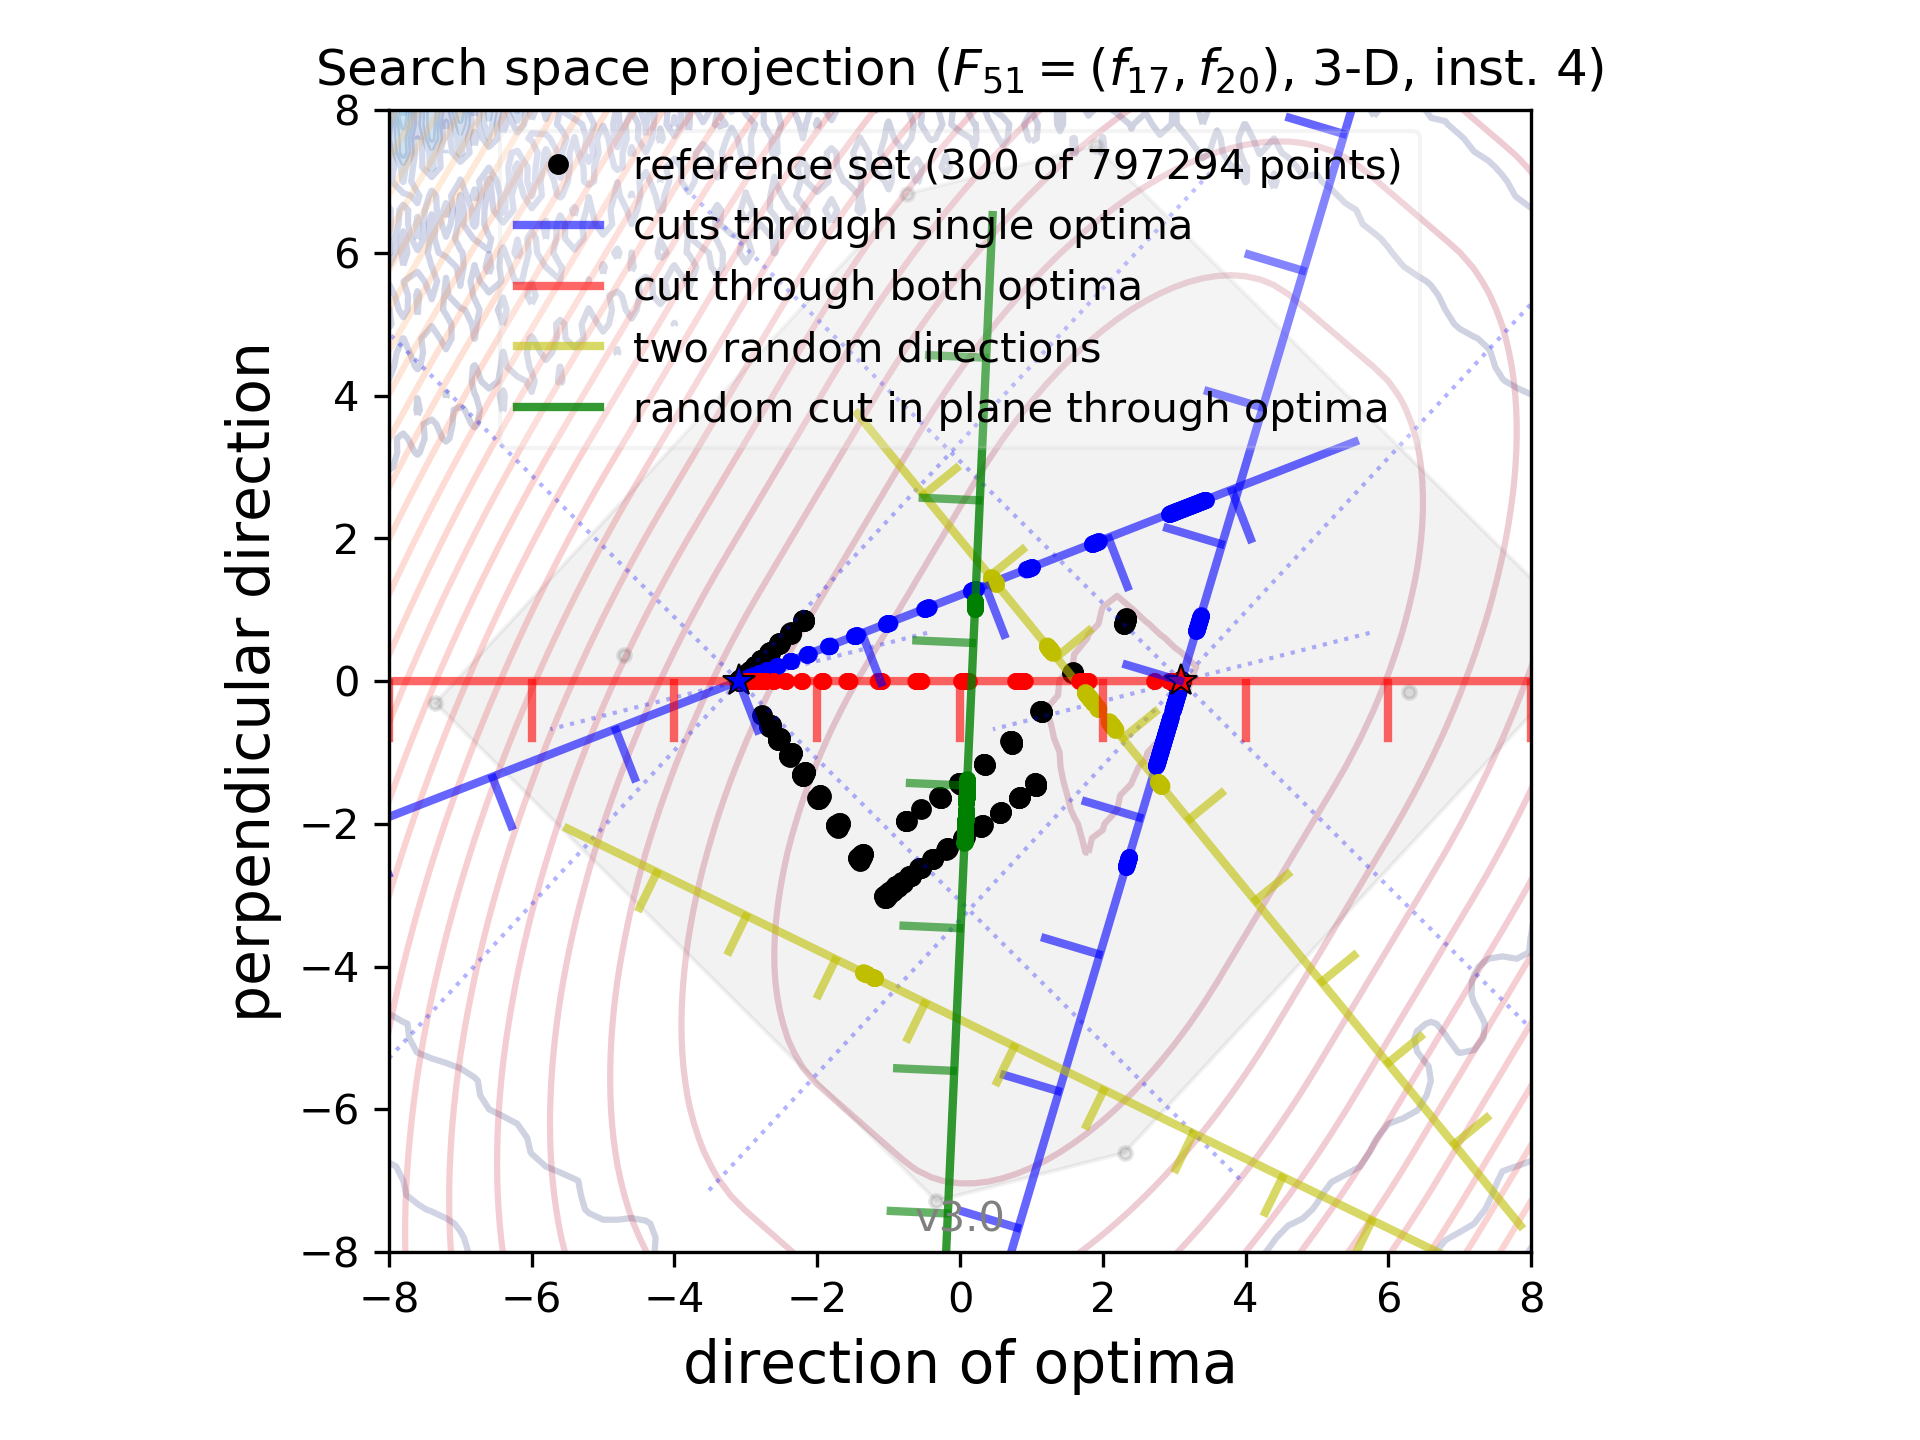 Search space projection (F51 = (f17, f20), 3-D, inst. 4)
8
6
4
2
0
−2
−4
−6
−8
perpendicular direction
reference set (300 of 797294 points)
cuts through single optima
cut through both optima
two random directions
random cut in plane through optima
v3.0
−8 −6 −4 −2 0 2 4 6 8
direction of optima